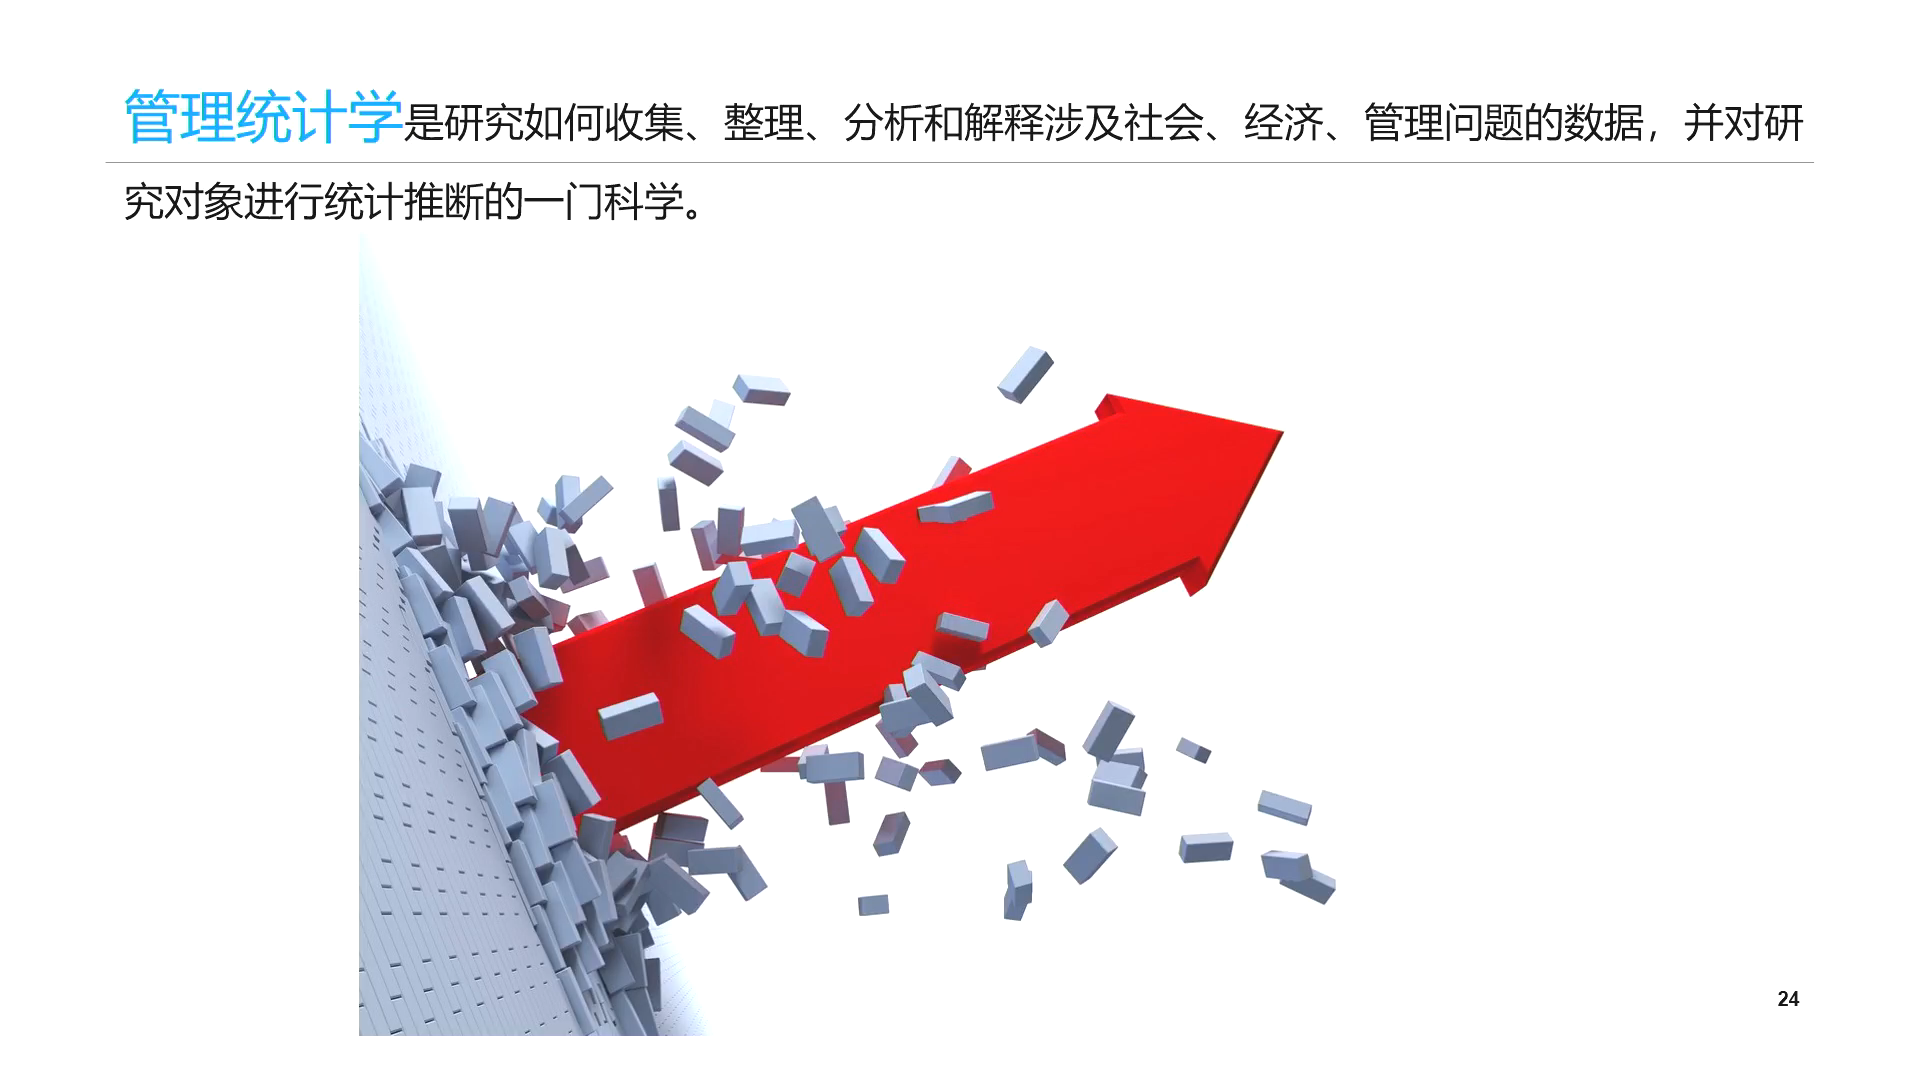 管理统计学是研究如何收集、整理、分析和解释涉及社会、经济、管理问题的数据，并对研
究对象进行统计推断的一门科学。
24